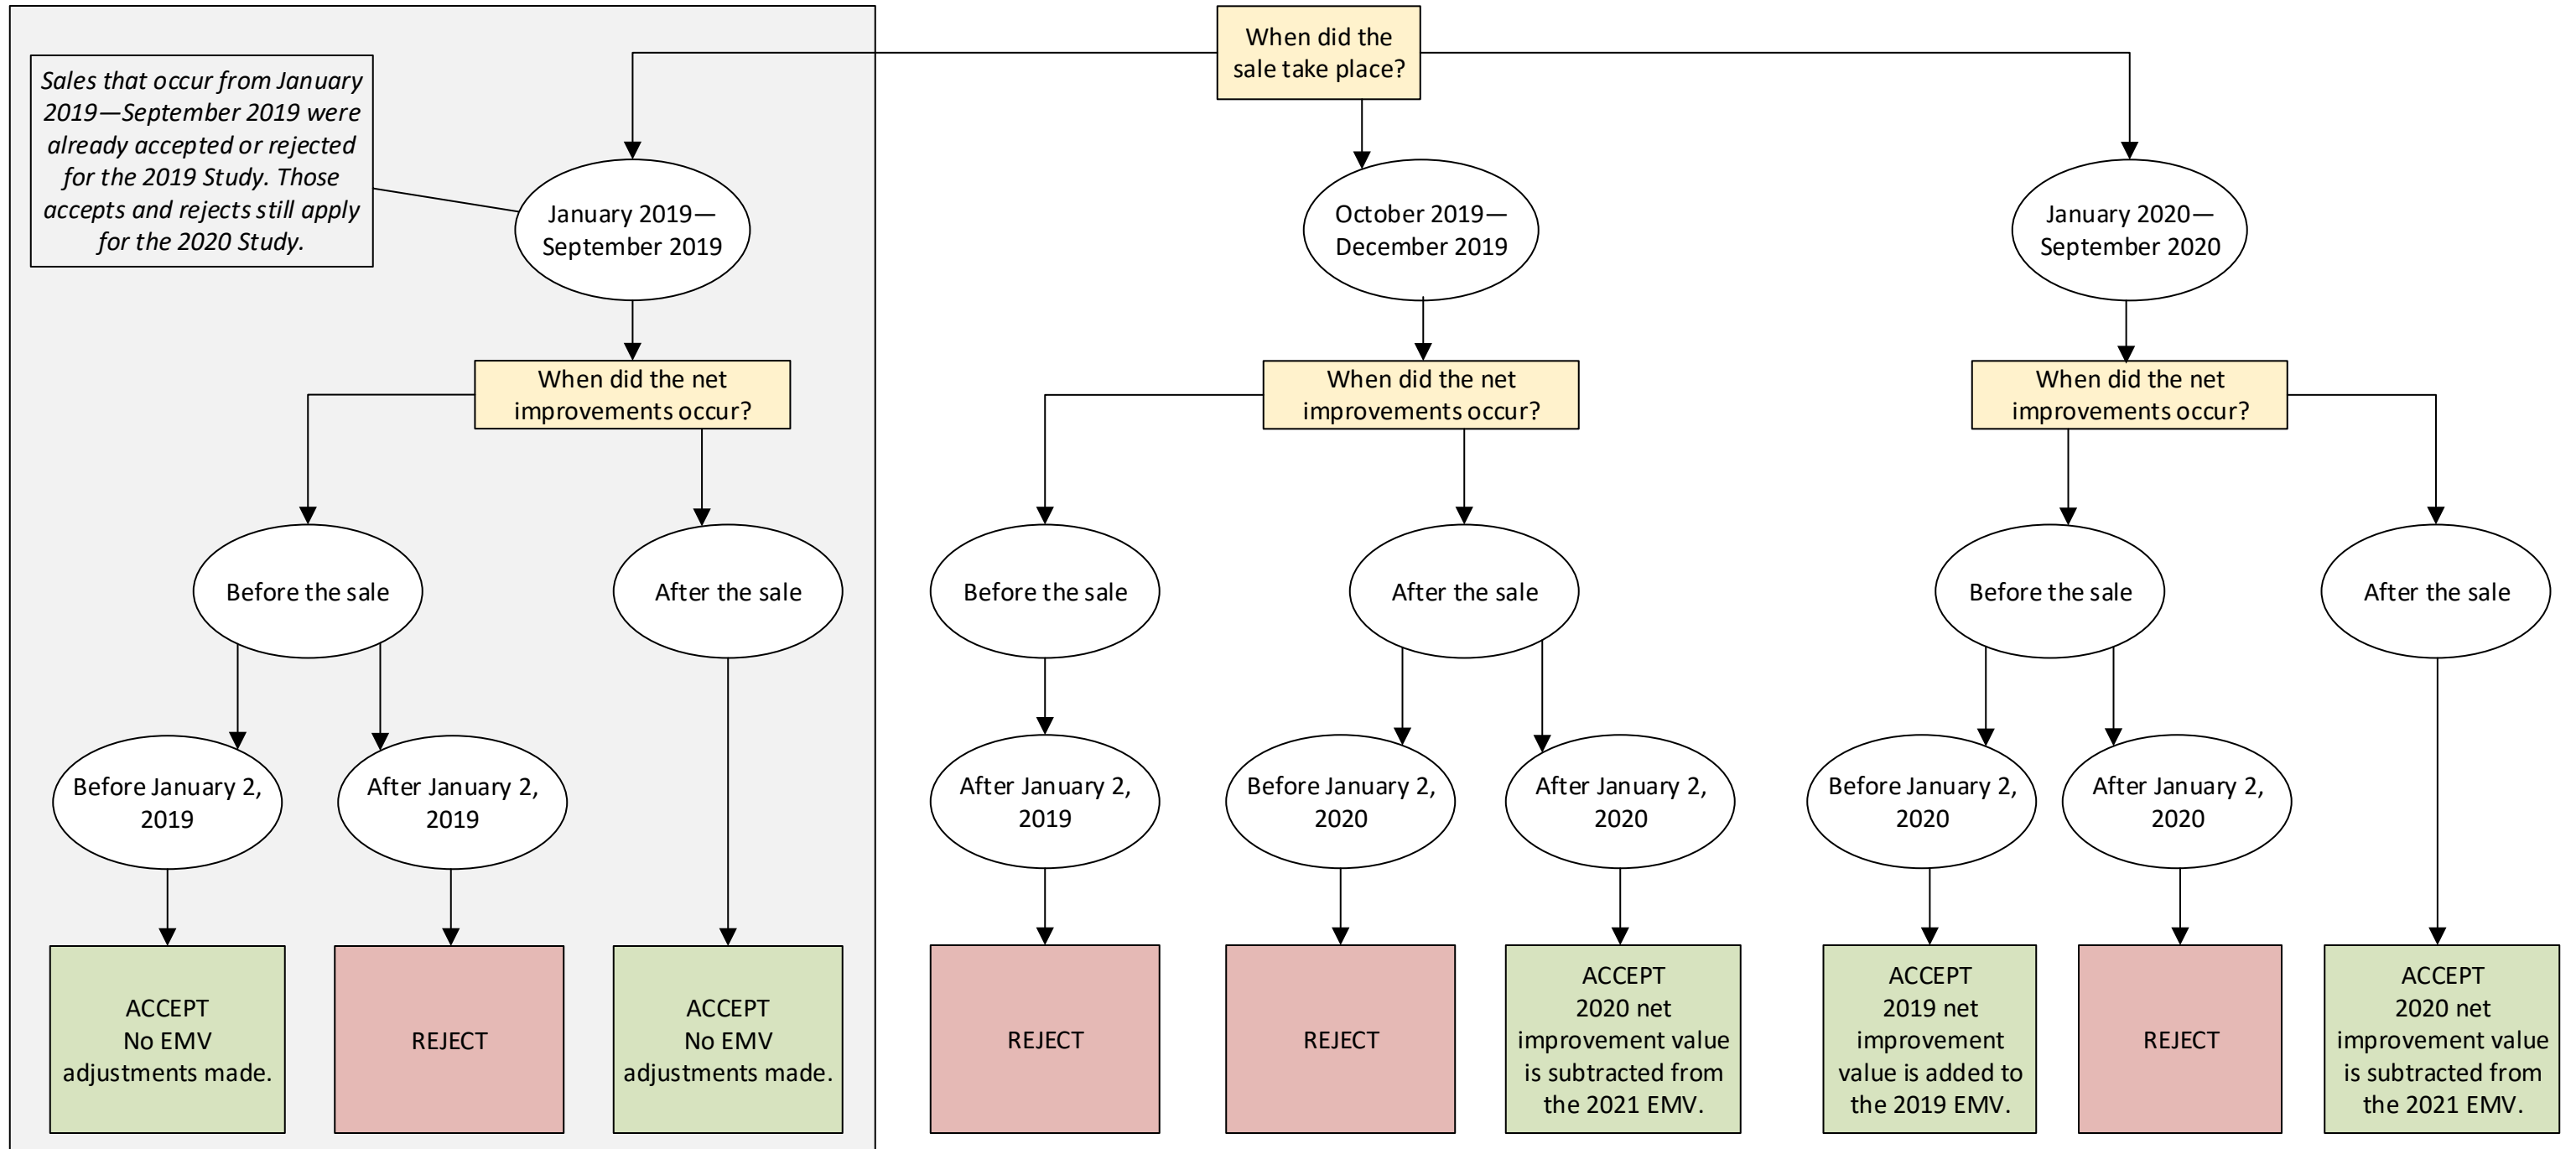 When did the
sale take place?
Sales that occur from January
2019—September 2019 were
already accepted or rejected
for the 2019 Study. Those
accepts and rejects still apply
for the 2020 Study.
January 2019—
September 2019
October 2019—
December 2019
January 2020—
September 2020
When did the net
improvements occur?
When did the net
improvements occur?
When did the net
improvements occur?
Before the sale
After the sale
Before the sale
After the sale
Before the sale
After the sale
Before January 2,
2019
After January 2,
2019
After January 2,
2019
Before January 2,
2020
After January 2,
2020
Before January 2,
2020
After January 2,
2020
ACCEPT
No EMV
adjustments made.
REJECT
ACCEPT
No EMV
adjustments made.
REJECT
REJECT
ACCEPT
2020 net
improvement value
is subtracted from
the 2021 EMV.
ACCEPT
2019 net
improvement
value is added to
the 2019 EMV.
REJECT
ACCEPT
2020 net
improvement value
is subtracted from
the 2021 EMV.